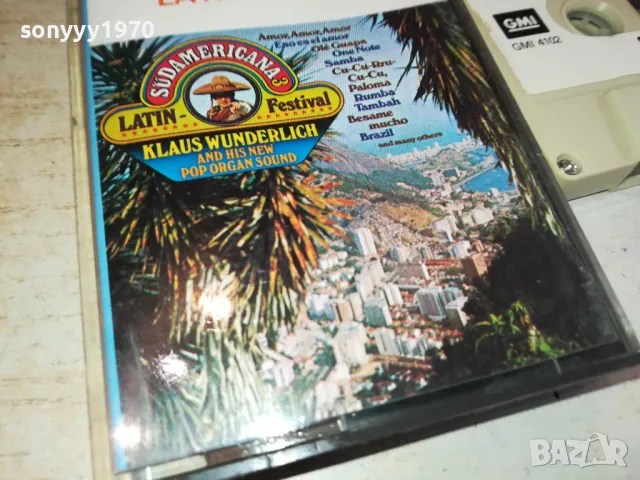 sonyyy1970
SÜDAMERICANA 3
LATIN - Festival
KLAUS WUNDERLICH
AND HIS NEW
POP ORGAN SOUND
Amor, Amor, Amor
Eso es el amor
Olé Guapa
One Note
Samba
Cu-Cu-Rru-
Cu-Cu,
Paloma
Rumba
Tambah
Besame
mucho
Brazil
and many others
GMI
GMI 4102
BAZAR